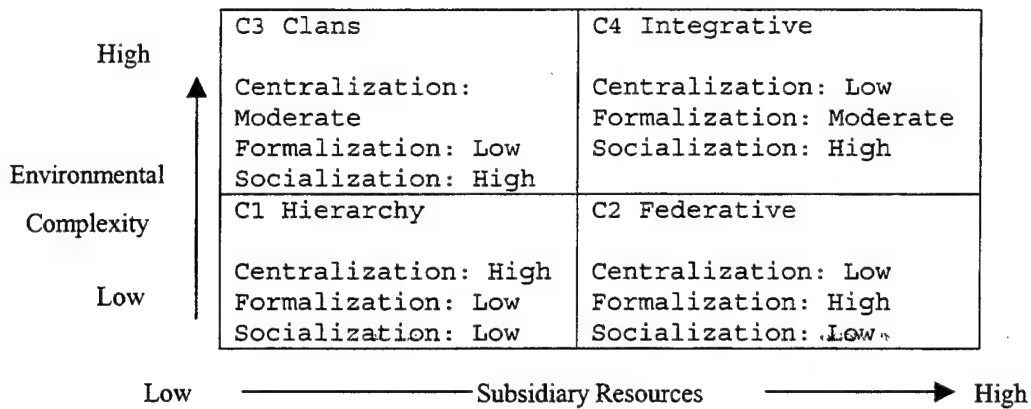 C3 Clans
Centralization:
Moderate
Formalization: Low
Socialization: High
C4 Integrative
Centralization: Low
Formalization: Moderate
Socialization: High
High
Environmental
Complexity
Low
C1 Hierarchy
Centralization: High
Formalization: Low
Socialization: Low
C2 Federative
Centralization: Low
Formalization: High
Socialization: Low
Low Subsidiary Resources High